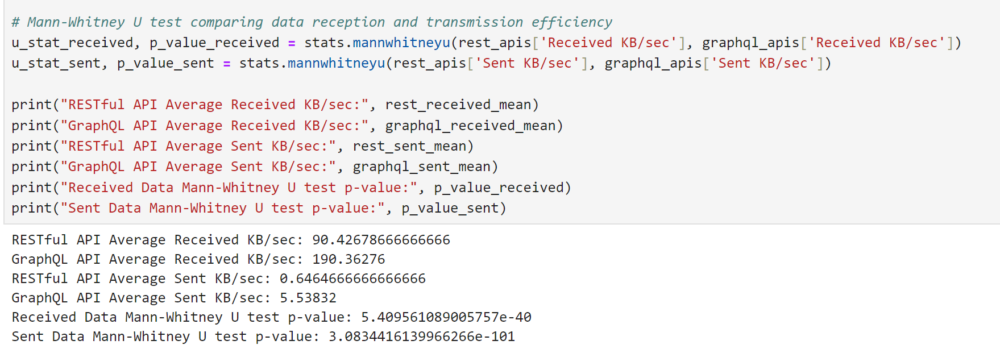 # Mann-Whitney U test comparing data reception and transmission efficiency
u_stat_received, p_value_received = stats.mannwhitneyu(rest_apis['Received KB/sec'], graphql_apis['Received KB/sec'])
u_stat_sent, p_value_sent = stats.mannwhitneyu(rest_apis['Sent KB/sec'], graphql_apis['Sent KB/sec'])
print("RESTful API Average Received KB/sec:", rest_received_mean)
print("GraphQL API Average Received KB/sec:", graphql_received_mean)
print("RESTful API Average Sent KB/sec:", rest_sent_mean)
print("GraphQL API Average Sent KB/sec:", graphql_sent_mean)
print("Received Data Mann-Whitney U test p-value:", p_value_received)
print("Sent Data Mann-Whitney U test p-value:", p_value_sent)
RESTful API Average Received KB/sec: 90.42678666666666
GraphQL API Average Received KB/sec: 190.36276
RESTful API Average Sent KB/sec: 0.6464666666666666
GraphQL API Average Sent KB/sec: 5.53832
Received Data Mann-Whitney U test p-value: 5.409561089005757e-40
Sent Data Mann-Whitney U test p-value: 3.0834416139966266e-101